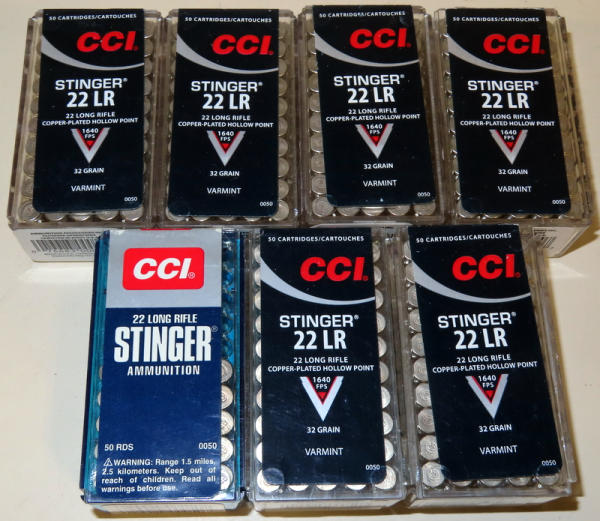 50 CARTRIDGES/CARTOUCHES
CCI®
STINGER®
22 LR
22 LONG RIFLE
COPPER-PLATED HOLLOW POINT
1640
FPS
32 GRAIN
VARMINT
0050
50 CARTRIDGES/CARTOUCHES
CCI®
STINGER®
22 LR
22 LONG RIFLE
COPPER-PLATED HOLLOW POINT
1640
FPS
32 GRAIN
VARMINT
0050
50 CARTRIDGES/CARTOUCHES
CCI®
STINGER®
22 LR
22 LONG RIFLE
COPPER-PLATED HOLLOW POINT
1640
FPS
32 GRAIN
VARMINT
0050
50 CARTRIDGES/CARTOUCHES
CCI®
STINGER®
22 LR
22 LONG RIFLE
COPPER-PLATED HOLLOW POINT
1640
FPS
32 GRAIN
VARMINT
0050
CCI®
22 LONG RIFLE
STINGER®
AMMUNITION
50 RDS 0050
⚠WARNING: Range 1.5 miles,
2.5 kilometers. Keep out of
reach of children. Read all
warnings before use.
50 CARTRIDGES/CARTOUCHES
CCI®
STINGER®
22 LR
22 LONG RIFLE
COPPER-PLATED HOLLOW POINT
1640
FPS
32 GRAIN
VARMINT
0050
50 CARTRIDGES/CARTOUCHES
CCI®
STINGER®
22 LR
22 LONG RIFLE
COPPER-PLATED HOLLOW POINT
1640
FPS
32 GRAIN
VARMINT
0050